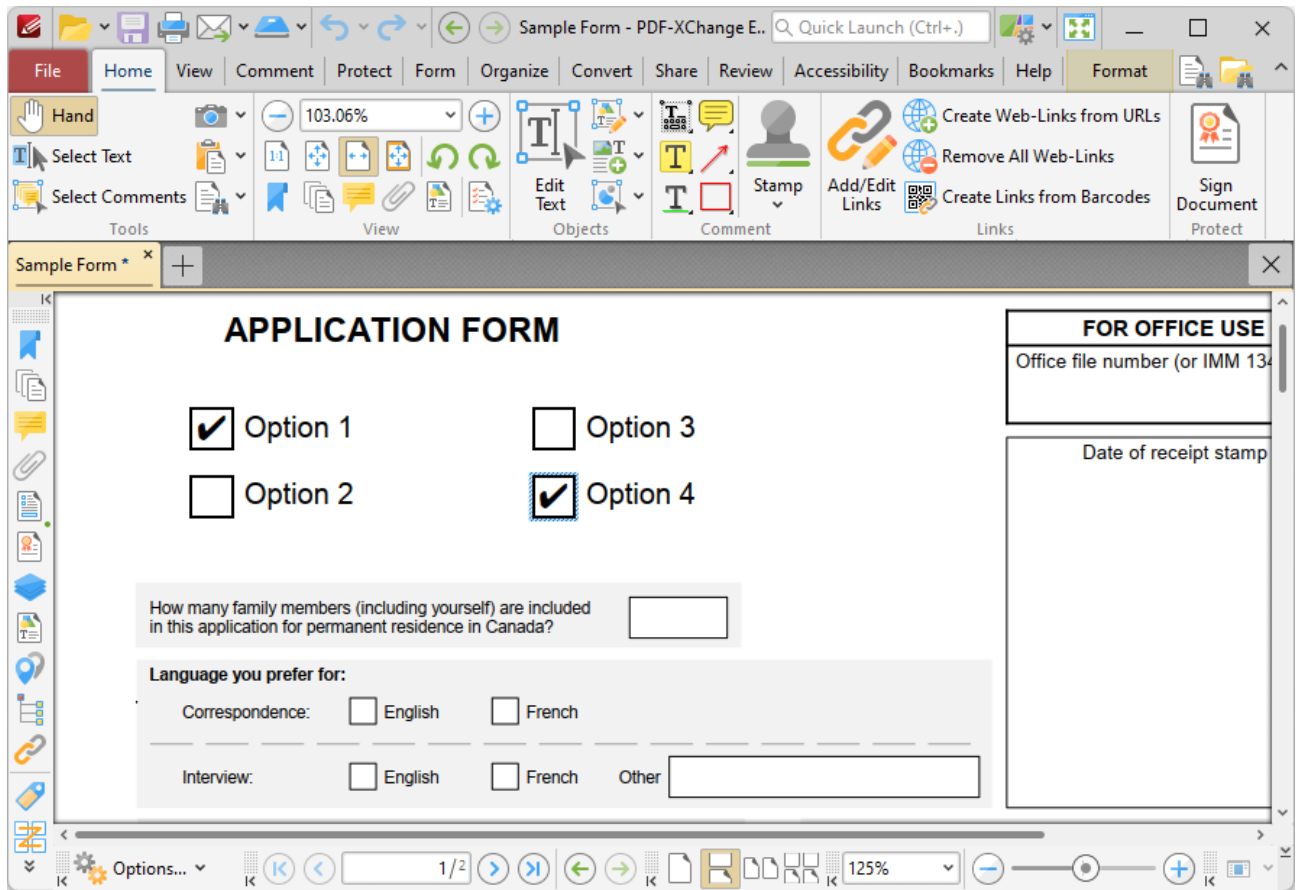 Sample Form - PDF-XChange E.. Quick Launch (Ctrl+.)
File Home View Comment Protect Form Organize Convert Share Review Accessibility Bookmarks Help Format
Hand 103.06% Create Web-Links from URLs
Select Text Remove All Web-Links
Select Comments Edit Text Stamp Add/Edit Links Create Links from Barcodes Sign Document
Tools View Objects Comment Links Protect
Sample Form *
APPLICATION FORM
FOR OFFICE USE
Office file number (or IMM 134
Option 1 Option 3
Date of receipt stamp
Option 2 Option 4
How many family members (including yourself) are included
in this application for permanent residence in Canada?
Language you prefer for:
Correspondence: English French
Interview: English French Other
Options... 1/2 125%